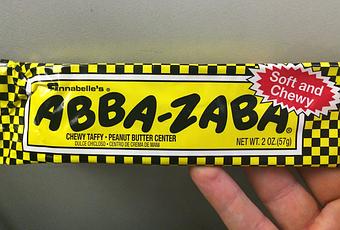 Annabelle's®
Soft and
Chewy
ABBA-ZABA®
CHEWY TAFFY • PEANUT BUTTER CENTER
DULCE CHICLOSO • CENTRO DE CREMA DE MANI
NET WT. 2 OZ.(57g)